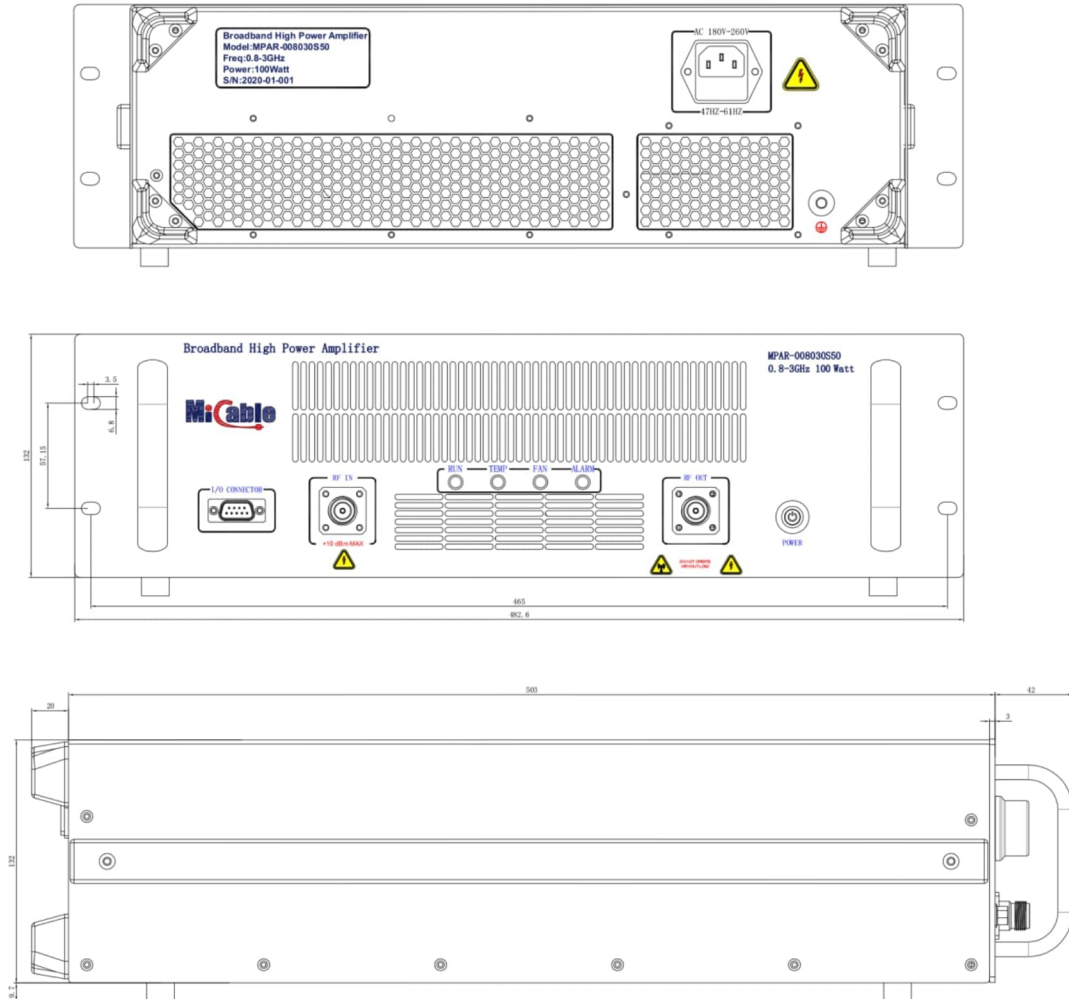 Broadband High Power Amplifier
Model:MPAR-008030S50
Freq:0.8-3GHz
Power:100Watt
S/N:2020-01-001
AC 180V-260V
47HZ-61HZ
Broadband High Power Amplifier
MPAR-008030S50
0.8-3GHz 100 Watt
MiCable
3.5
6.8
57.15
132
RUN TEMP FAN ALARM
I/O CONNECTOR
RF IN
+10 dBm MAX
RF OUT
POWER
465
482.6
503
42
20
3
132
9.7